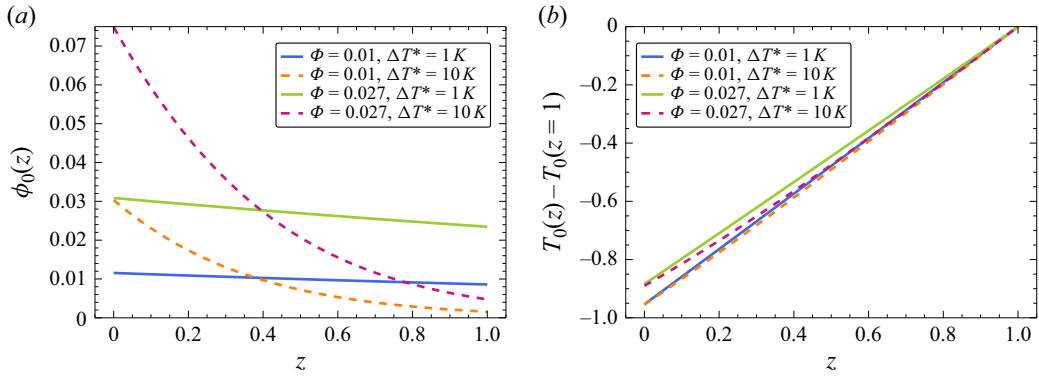 (a)
0.07
0.06
0.05
0.04
0.03
0.02
0.01
0
ϕ₀(z)
Φ = 0.01, ΔT* = 1 K
Φ = 0.01, ΔT* = 10 K
Φ = 0.027, ΔT* = 1 K
Φ = 0.027, ΔT* = 10 K
0 0.2 0.4 0.6 0.8 1.0
z
(b)
0
−0.2
−0.4
−0.6
−0.8
−1.0
T₀(z) − T₀(z = 1)
Φ = 0.01, ΔT* = 1 K
Φ = 0.01, ΔT* = 10 K
Φ = 0.027, ΔT* = 1 K
Φ = 0.027, ΔT* = 10 K
0 0.2 0.4 0.6 0.8 1.0
z